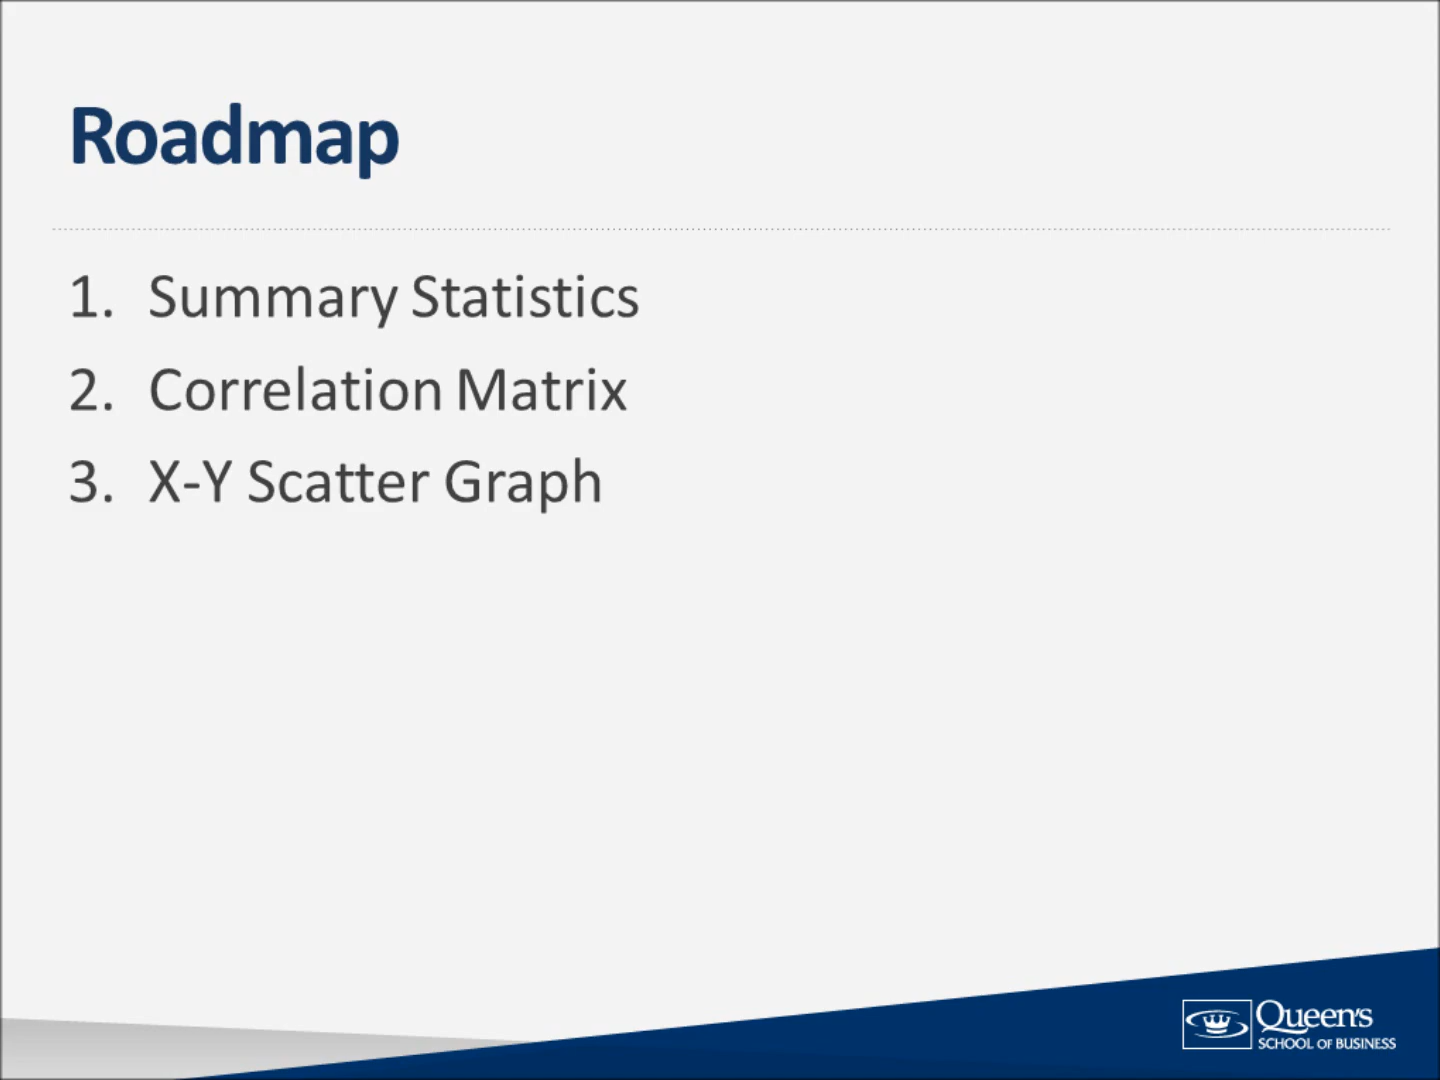 Roadmap
1. Summary Statistics
2. Correlation Matrix
3. X-Y Scatter Graph
Queen's
SCHOOL OF BUSINESS